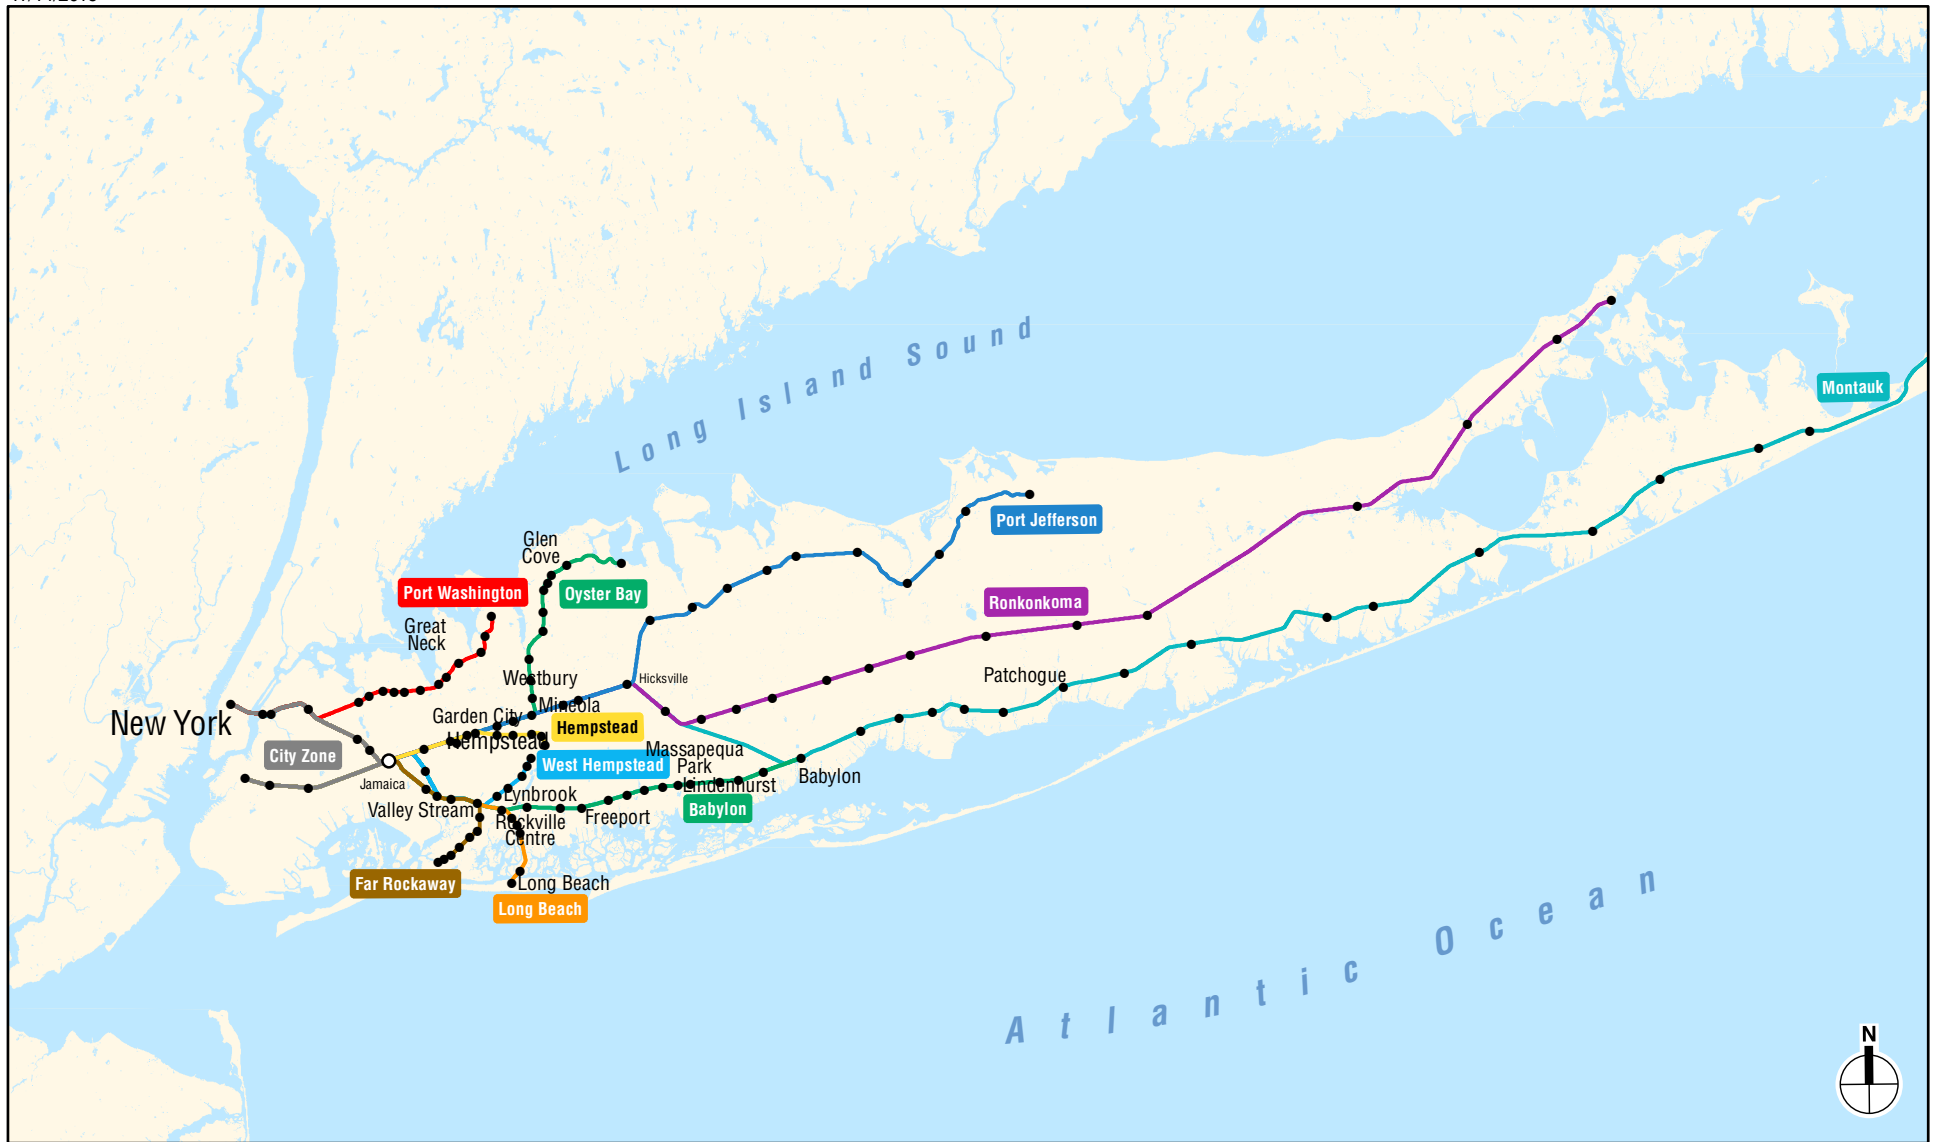 Long Island Sound
Montauk
Port Jefferson
Glen
Cove
Port Washington
Oyster Bay
Ronkonkoma
Great
Neck
Westbury
Hicksville
Patchogue
Mineola
Garden City
New York
Hempstead
Hempstead
City Zone
Massapequa
Park
West Hempstead
Jamaica
Babylon
Lindenhurst
Lynbrook
Valley Stream
Babylon
Freeport
Rockville
Centre
Far Rockaway
Long Beach
Long Beach
Atlantic Ocean
N